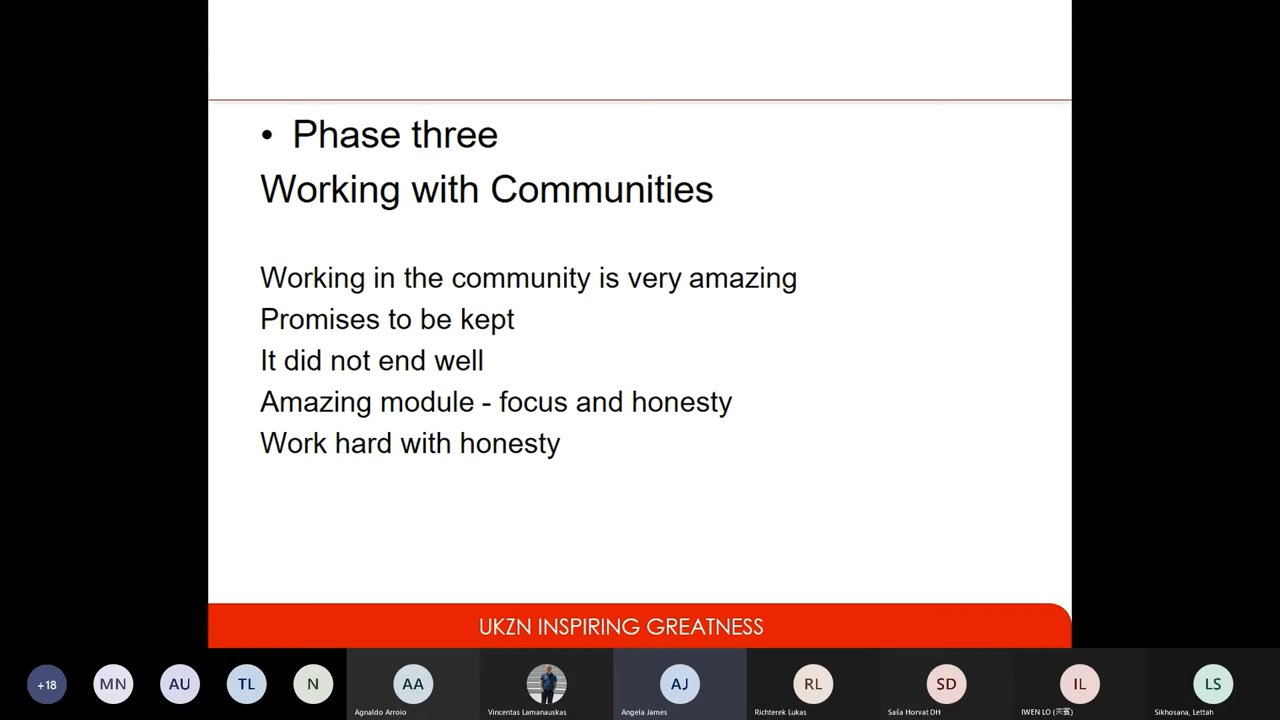 • Phase three
Working with Communities
Working in the community is very amazing
Promises to be kept
It did not end well
Amazing module - focus and honesty
Work hard with honesty
UKZN INSPIRING GREATNESS
+18
MN
AU
TL
N
AA
AJ
RL
SD
IL
LS
Agnaldo Arroio
Vincentas Lamanauskas
Angela James
Richterek Lukas
Saša Horvat DH
IWEN LO (宗賓)
Sikhosana, Lettah